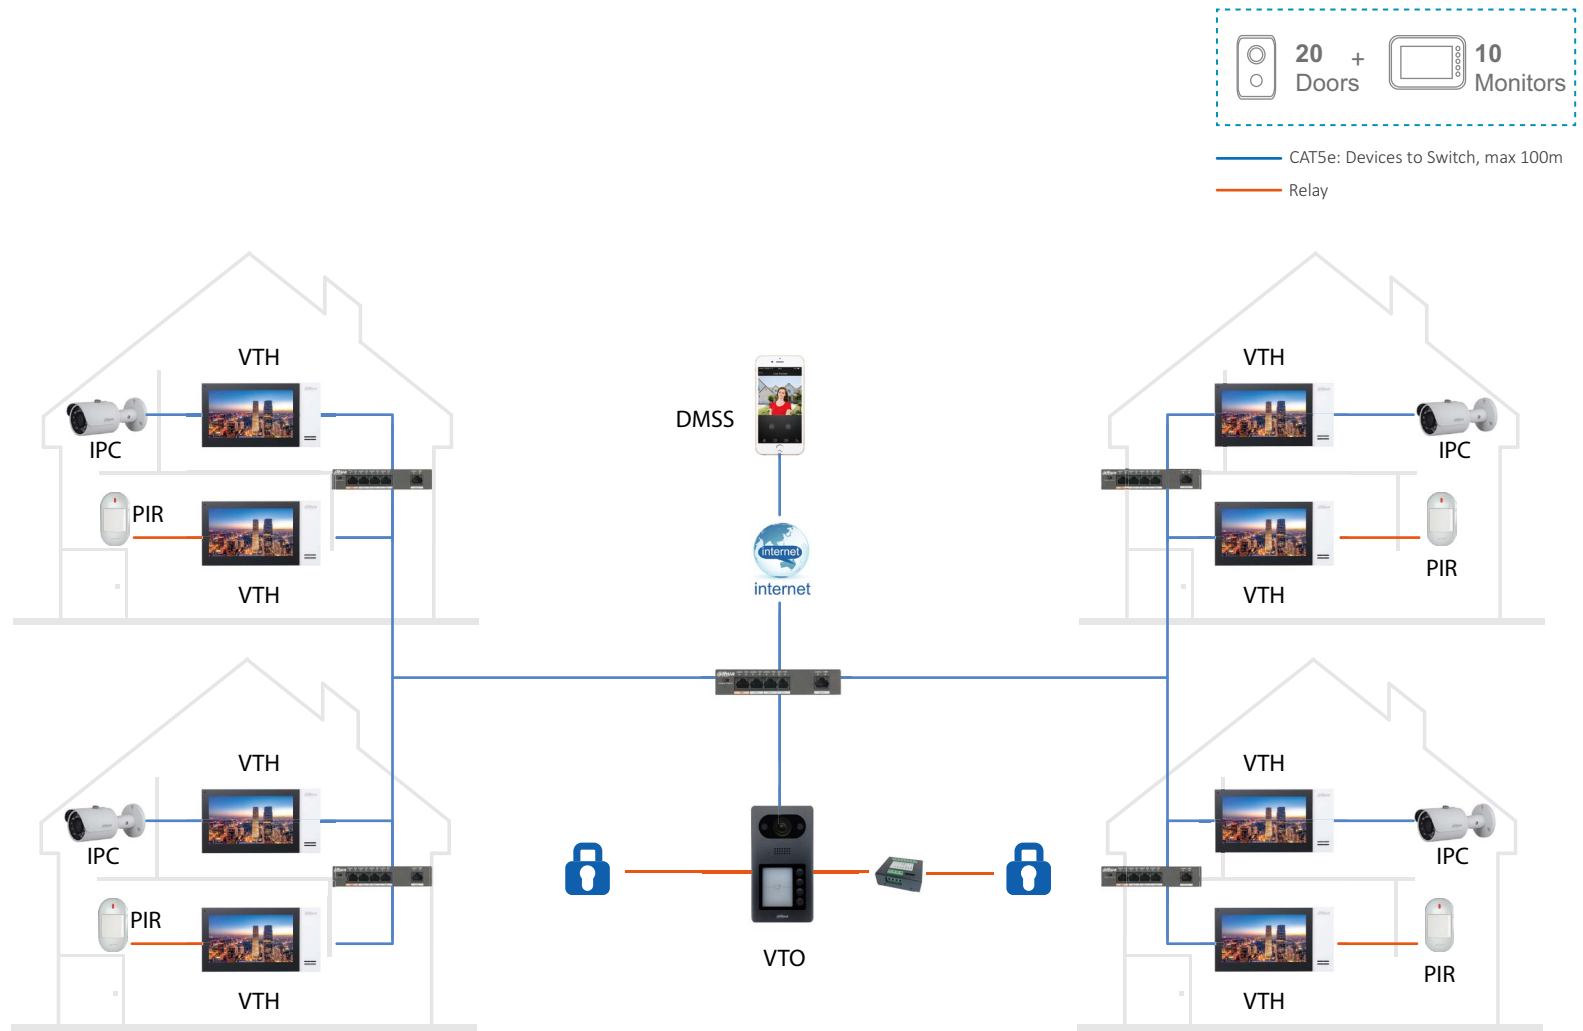 20 + 10
Doors Monitors
CAT5e: Devices to Switch, max 100m
Relay
VTH
VTH
DMSS
IPC
IPC
PIR
PIR
internet
internet
VTH
VTH
alhua
VTH
VTH
IPC
IPC
PIR
PIR
VTO
VTH
VTH